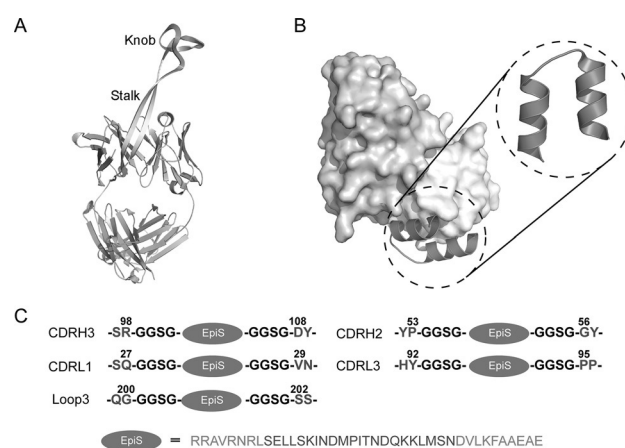 A
Knob
Stalk
B
C
CDRH3
98
-SR-GGSG-
EpiS
-GGSG-DY-
108
CDRH2
53
-YP-GGSG-
EpiS
-GGSG-GY-
56
CDRL1
27
-SQ-GGSG-
EpiS
-GGSG-VN-
29
CDRL3
92
-HY-GGSG-
EpiS
-GGSG-PP-
95
Loop3
200
-QG-GGSG-
EpiS
-GGSG-SS-
202
EpiS = RRAVRNRLSELLSKINDMPITNDQKKLMSNDVLKFAAEAE